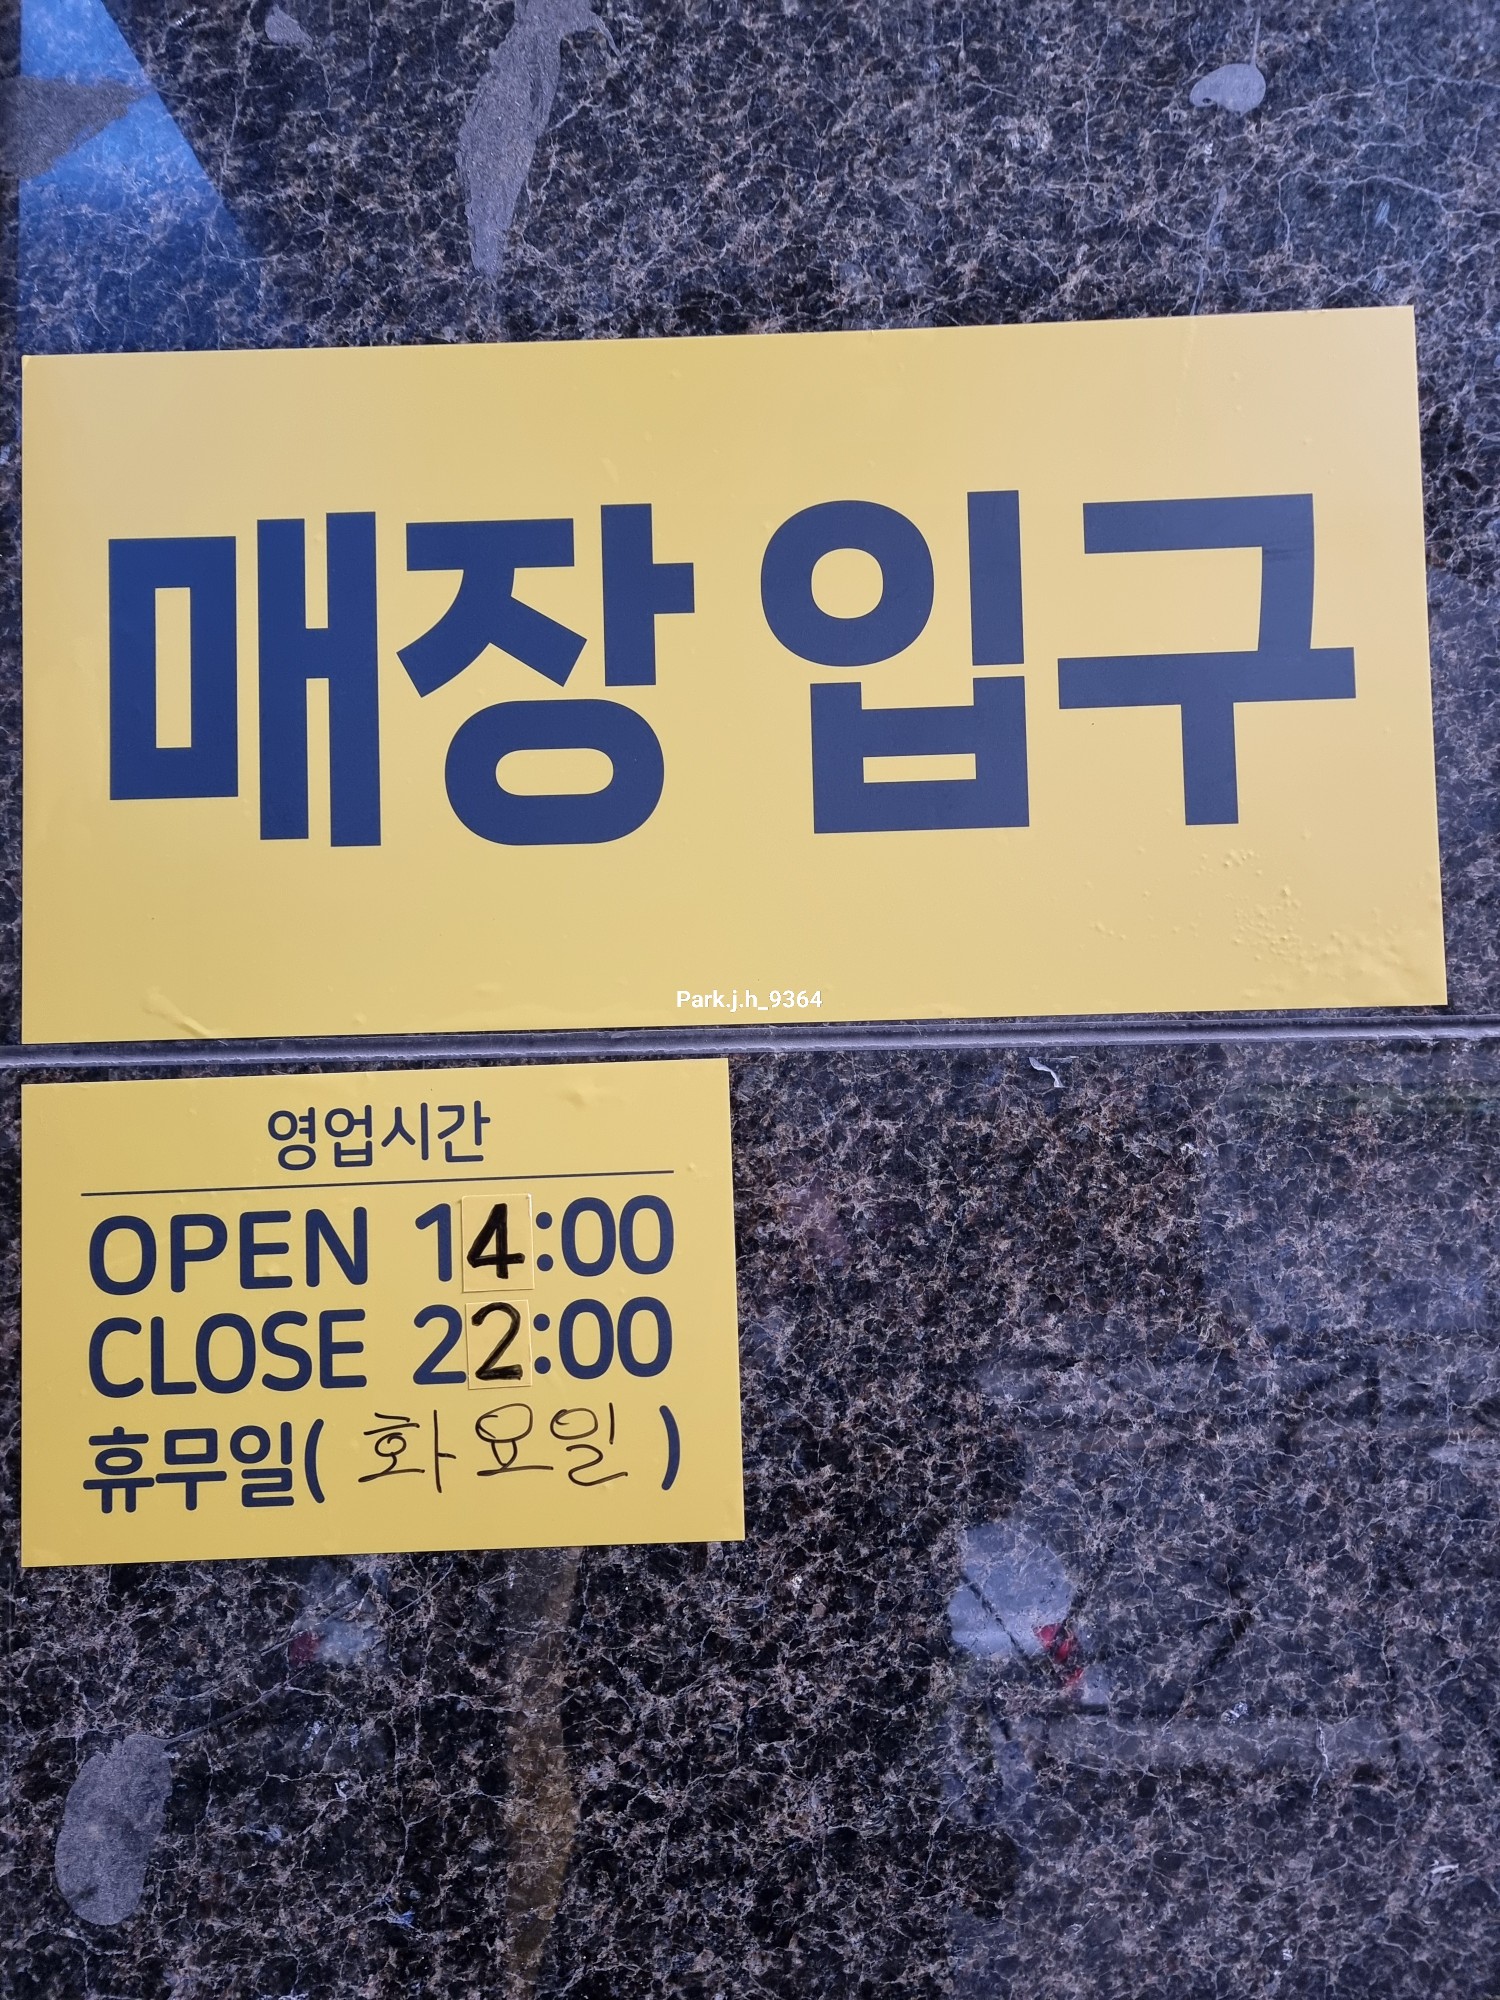 매장 입구
Park.j.h_9364
영업시간
OPEN 14:00
CLOSE 22:00
휴무일( 화요일 )